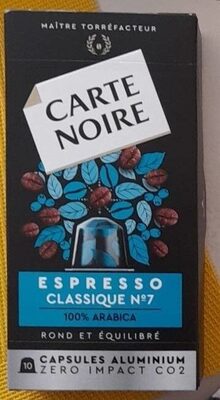 MAÎTRE TORRÉFACTEUR
CARTE
NOIRE
ESPRESSO
CLASSIQUE Nº7
100% ARABICA
ROND ET ÉQUILIBRÉ
10 CAPSULES ALUMINIUM
ZERO IMPACT CO2